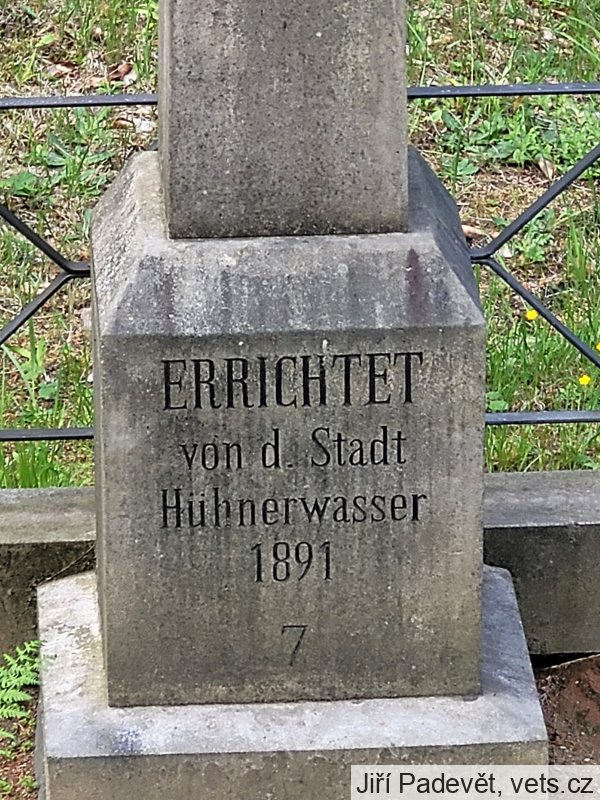 ERRICHTET
von d. Stadt
Hühnerwasser
1891
7
Jiří Padevět, vets.cz